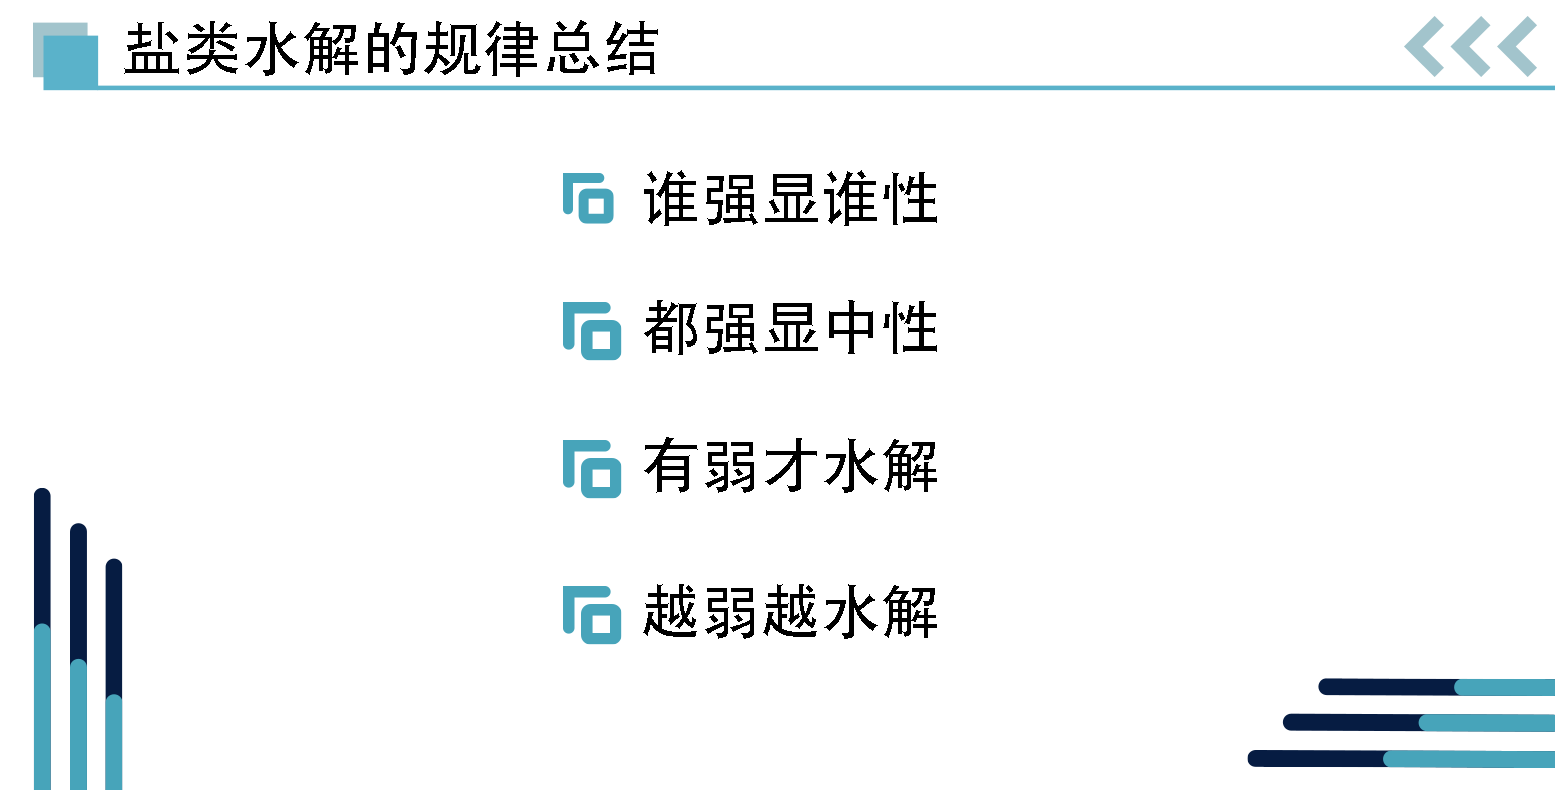 盐类水解的规律总结
谁强显谁性
都强显中性
有弱才水解
越弱越水解